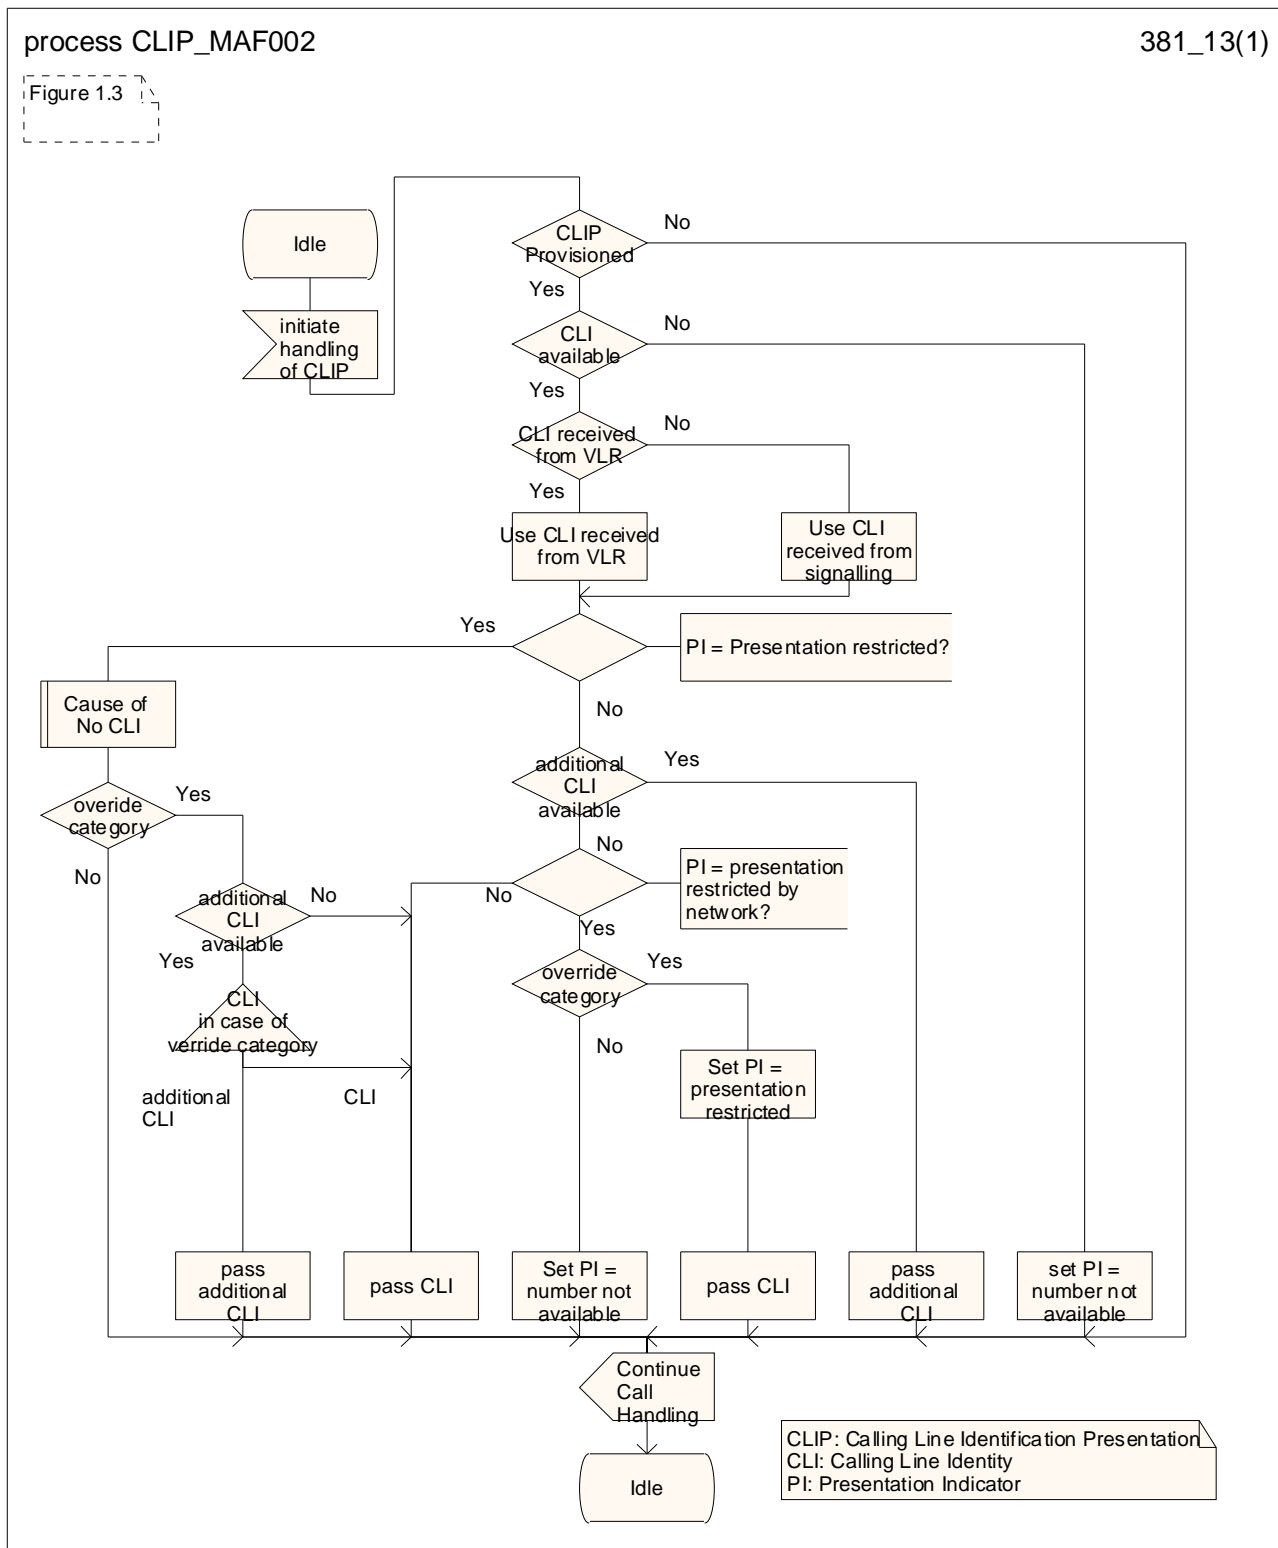 process CLIP_MAF002
381_13(1)
Figure 1.3
Idle
CLIP
Provisioned
No
Yes
initiate
handling
of CLIP
CLI
available
No
Yes
CLI received
from VLR
No
Yes
Use CLI received
from VLR
Use CLI
received from
signalling
Yes
PI = Presentation restricted?
No
Cause of
No CLI
additional
CLI
available
Yes
No
overide
category
Yes
No
PI = presentation
restricted by
network?
No
Yes
additional
CLI
available
No
Yes
override
category
Yes
No
CLI
in case of
verride category
additional
CLI
CLI
Set PI =
presentation
restricted
pass
additional
CLI
pass CLI
Set PI =
number not
available
pass CLI
pass
additional
CLI
set PI =
number not
available
Continue
Call
Handling
Idle
CLIP: Calling Line Identification Presentation
CLI: Calling Line Identity
PI: Presentation Indicator